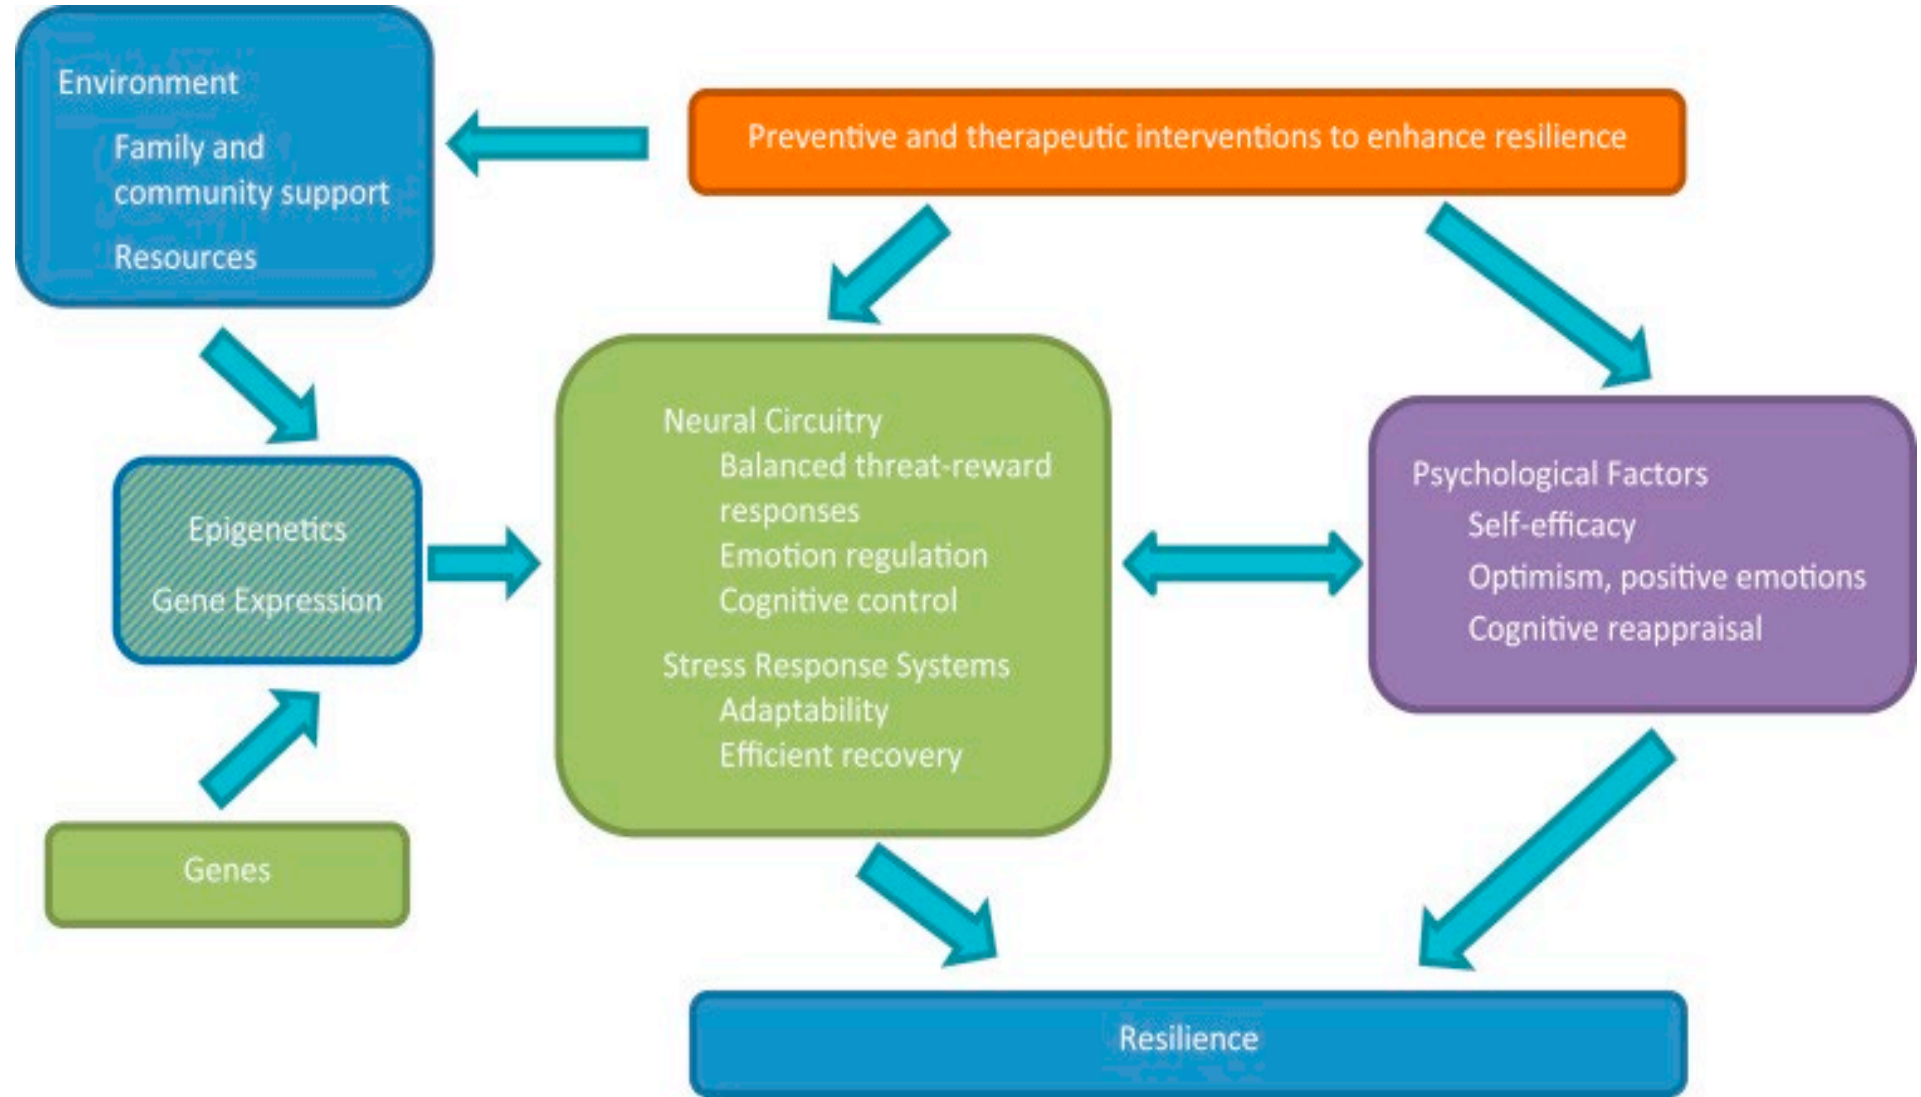 Environment
Family and
community support
Resources
Preventive and therapeutic interventions to enhance resilience
Epigenetics
Gene Expression
Genes
Neural Circuitry
Balanced threat-reward
responses
Emotion regulation
Cognitive control
Stress Response Systems
Adaptability
Efficient recovery
Psychological Factors
Self-efficacy
Optimism, positive emotions
Cognitive reappraisal
Resilience